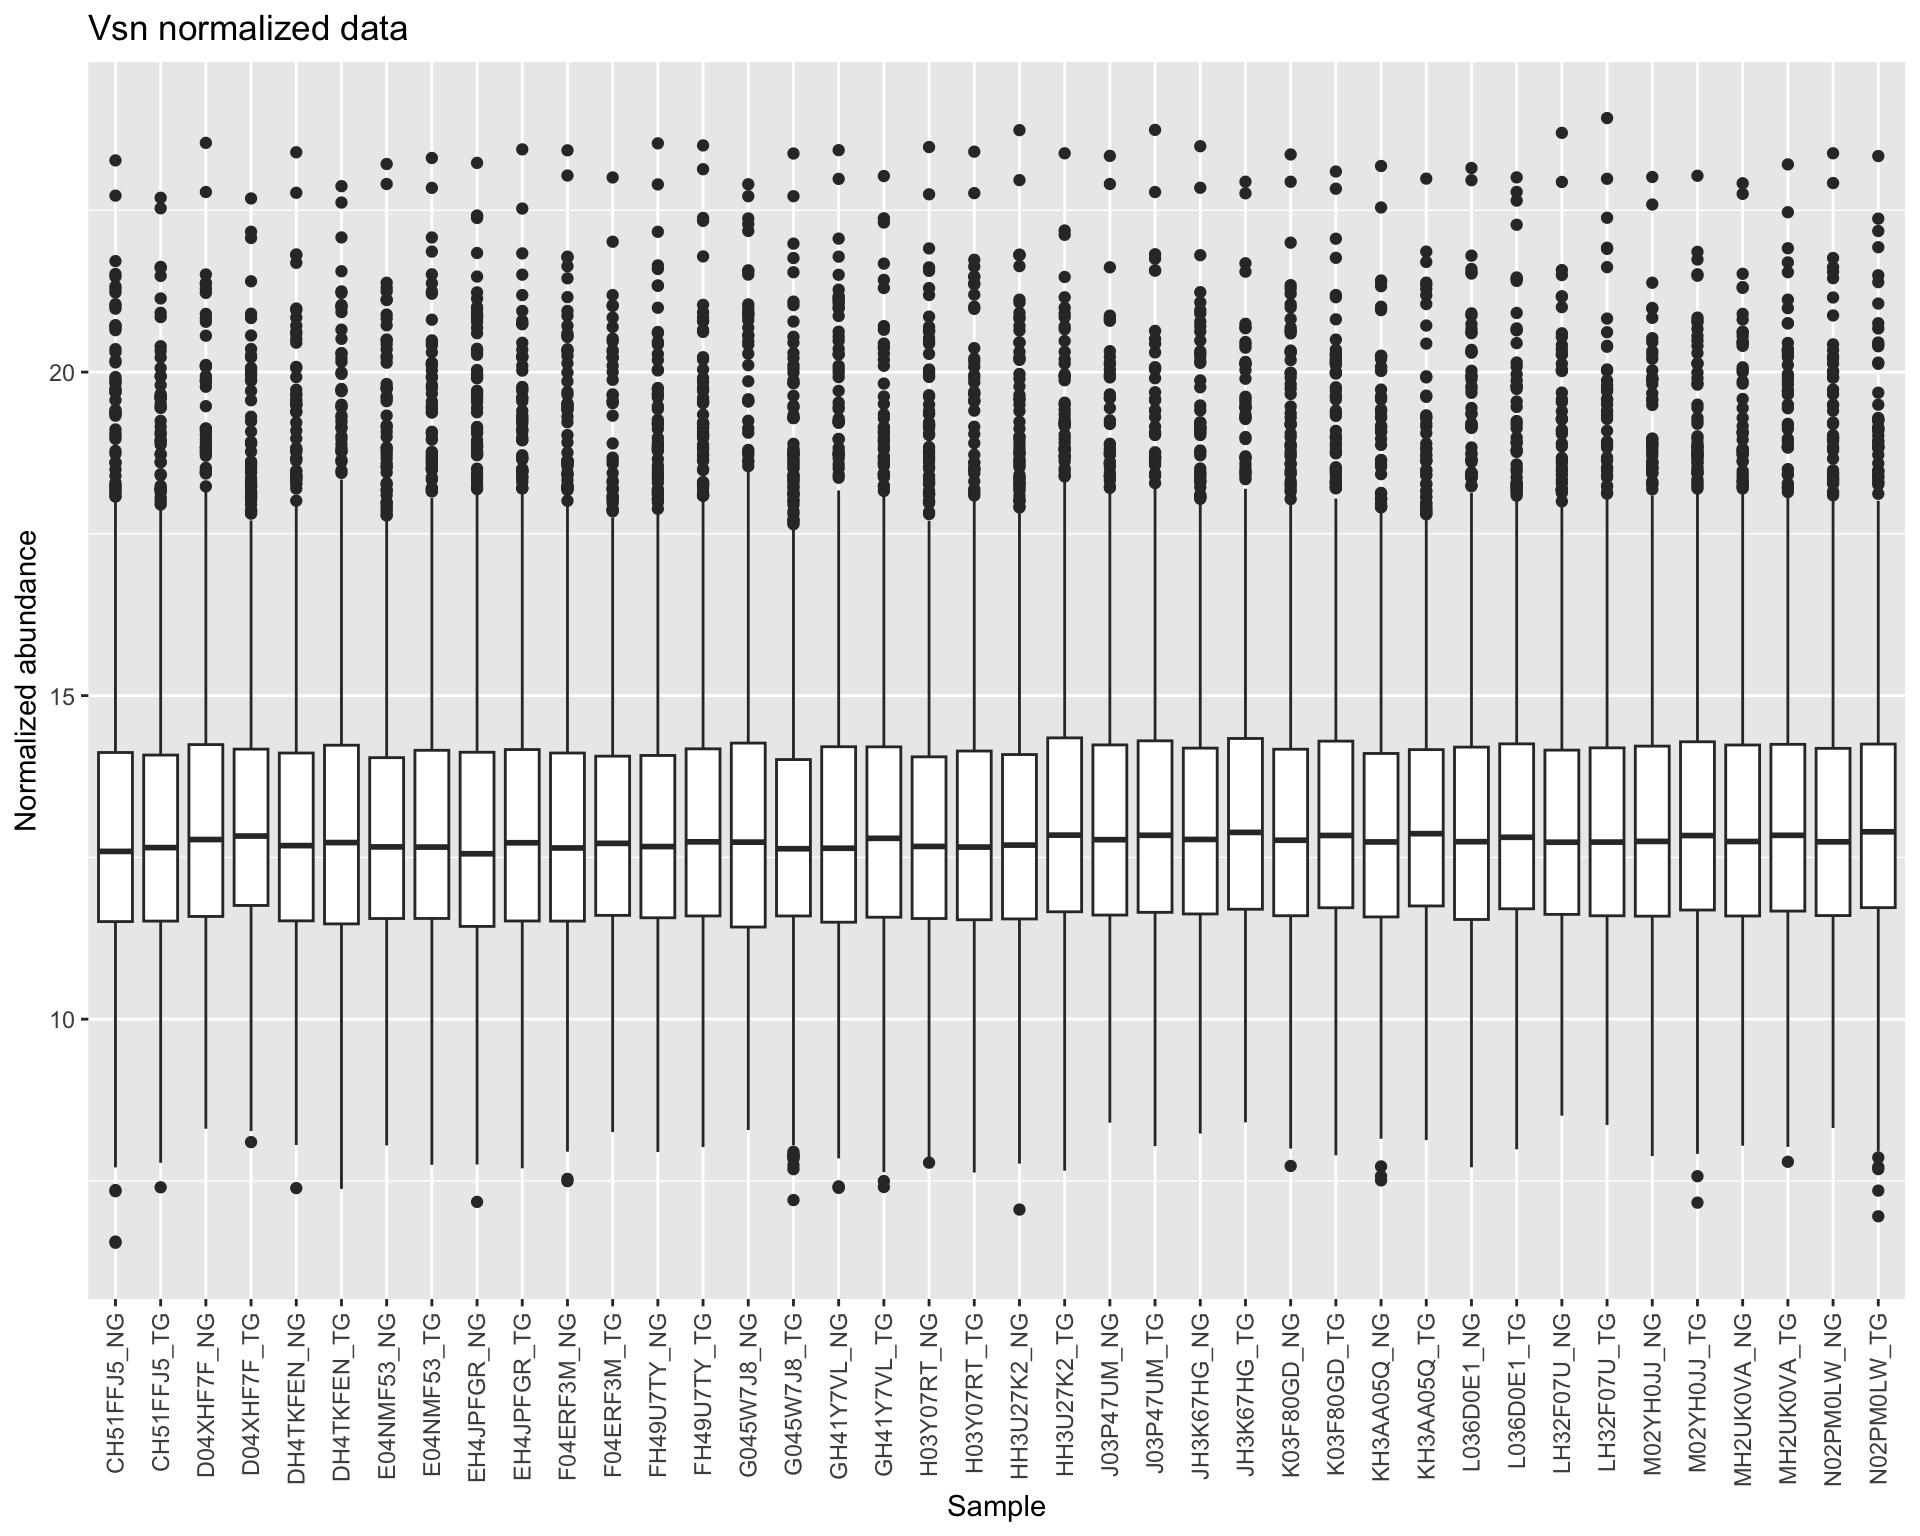 Vsn normalized data
Normalized abundance
20
15
10
CH51FFJ5_NG
CH51FFJ5_TG
D04XHF7F_NG
D04XHF7F_TG
DH4TKFEN_NG
DH4TKFEN_TG
E04NMF53_NG
E04NMF53_TG
EH4JPFGR_NG
EH4JPFGR_TG
F04ERF3M_NG
F04ERF3M_TG
FH49U7TY_NG
FH49U7TY_TG
G045W7J8_NG
G045W7J8_TG
GH41Y7VL_NG
GH41Y7VL_TG
H03Y07RT_NG
H03Y07RT_TG
HH3U27K2_NG
HH3U27K2_TG
J03P47UM_NG
J03P47UM_TG
JH3K67HG_NG
JH3K67HG_TG
K03F80GD_NG
K03F80GD_TG
KH3AA05Q_NG
KH3AA05Q_TG
L036D0E1_NG
L036D0E1_TG
LH32F07U_NG
LH32F07U_TG
M02YH0JJ_NG
M02YH0JJ_TG
MH2UK0VA_NG
MH2UK0VA_TG
N02PM0LW_NG
N02PM0LW_TG
Sample